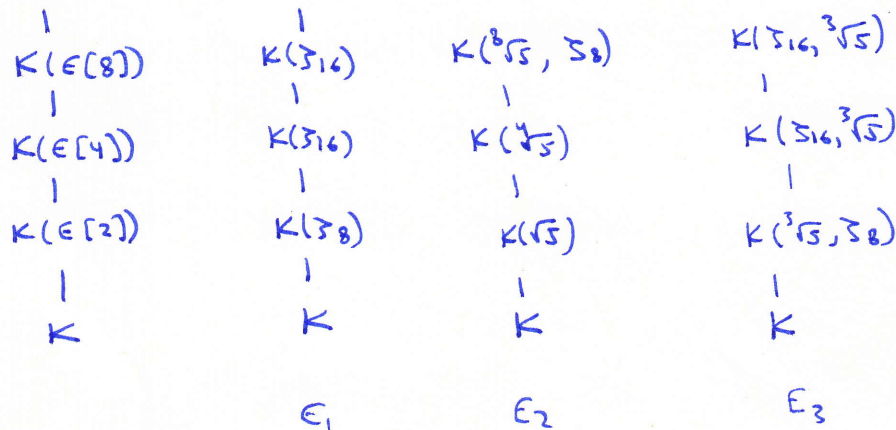 K(E[8]) K(ζ16) K(⁸√5, ζ8) K(ζ16, ³√5)
K(E[4]) K(ζ16) K(⁴√5) K(ζ16, ³√5)
K(E[2]) K(ζ8) K(√5) K(³√5, ζ8)
K K K K
E1 E2 E3